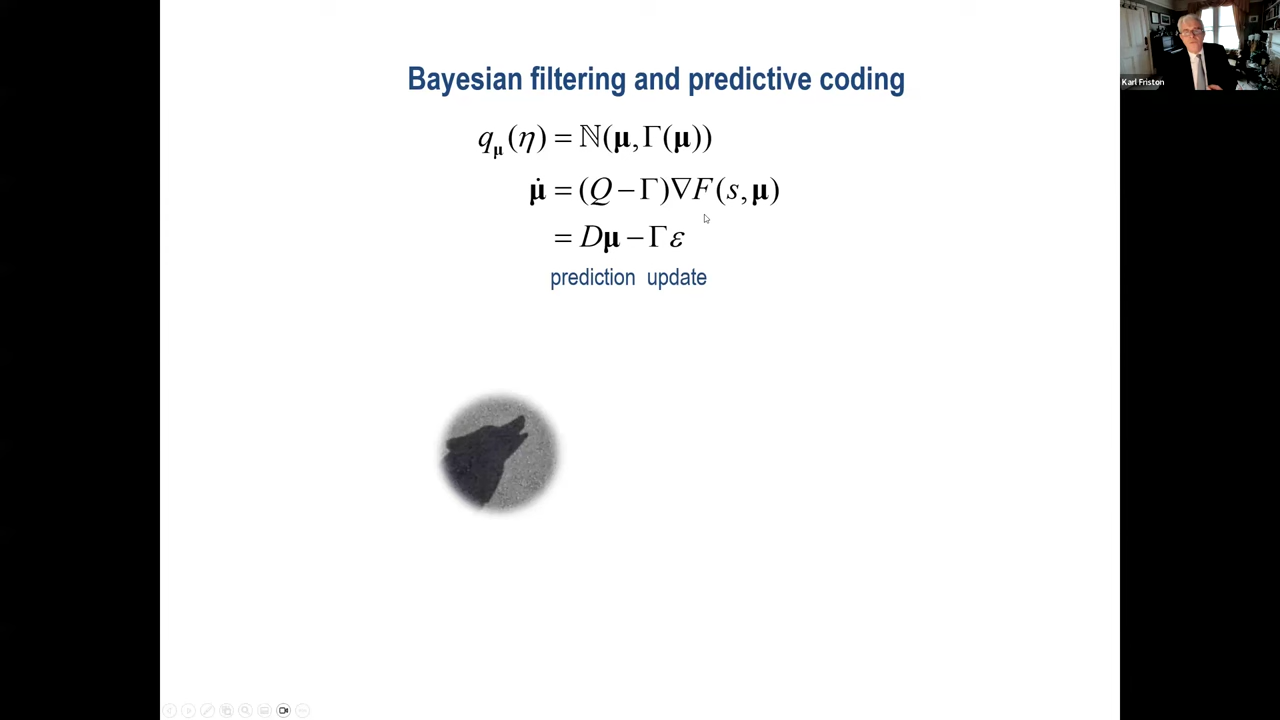 Bayesian filtering and predictive coding
q_μ(η) = ℕ(μ, Γ(μ))
μ̇ = (Q − Γ)∇F(s, μ)
= Dμ − Γε
prediction update
Karl Friston